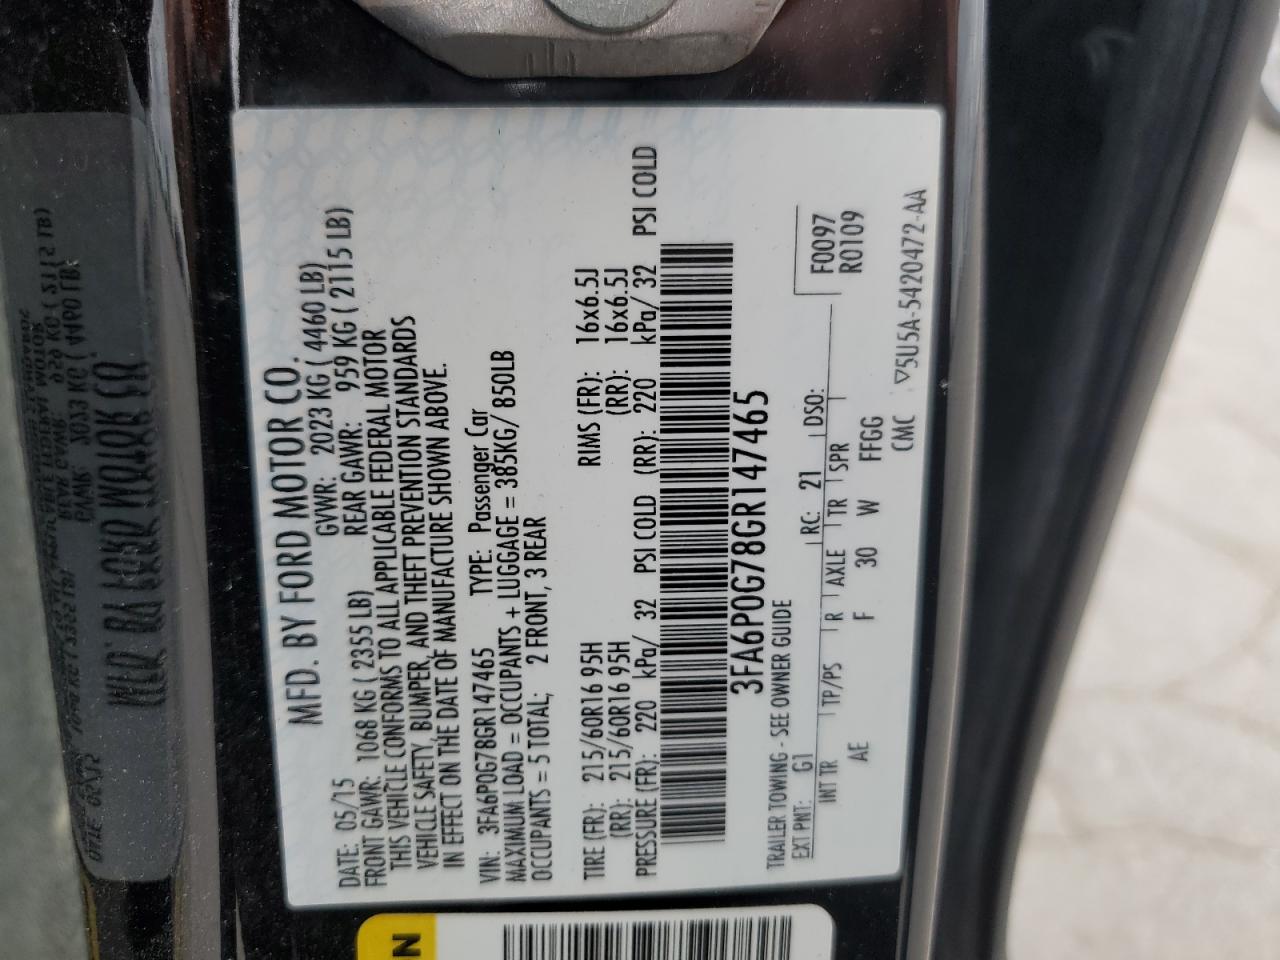 MFD. BY FORD MOTOR CO.
DATE: 05/15 GVWR: 2023 KG ( 4460 LB)
FRONT GAWR: 1068 KG ( 2355 LB) REAR GAWR: 959 KG ( 2115 LB)
THIS VEHICLE CONFORMS TO ALL APPLICABLE FEDERAL MOTOR
VEHICLE SAFETY, BUMPER, AND THEFT PREVENTION STANDARDS
IN EFFECT ON THE DATE OF MANUFACTURE SHOWN ABOVE.
VIN: 3FA6P0G78GR147465 TYPE: Passenger Car
MAXIMUM LOAD = OCCUPANTS + LUGGAGE = 385KG/ 850LB
OCCUPANTS = 5 TOTAL; 2 FRONT, 3 REAR
TIRE (FR): 215/60R16 95H RIMS (FR): 16x6.5J
(RR): 215/60R16 95H (RR): 16x6.5J
PRESSURE (FR): 220 kPa/ 32 PSI COLD (RR): 220 kPa/ 32 PSI COLD
3FA6P0G78GR147465
TRAILER TOWING - SEE OWNER GUIDE
F0097
R0109
EXT PNT: G1 RC: 21 DSO:
INT TR TP/PS R AXLE TR SPR
AE F 30 W FFGG
CMC ▽5U5A-5420472-AA
N